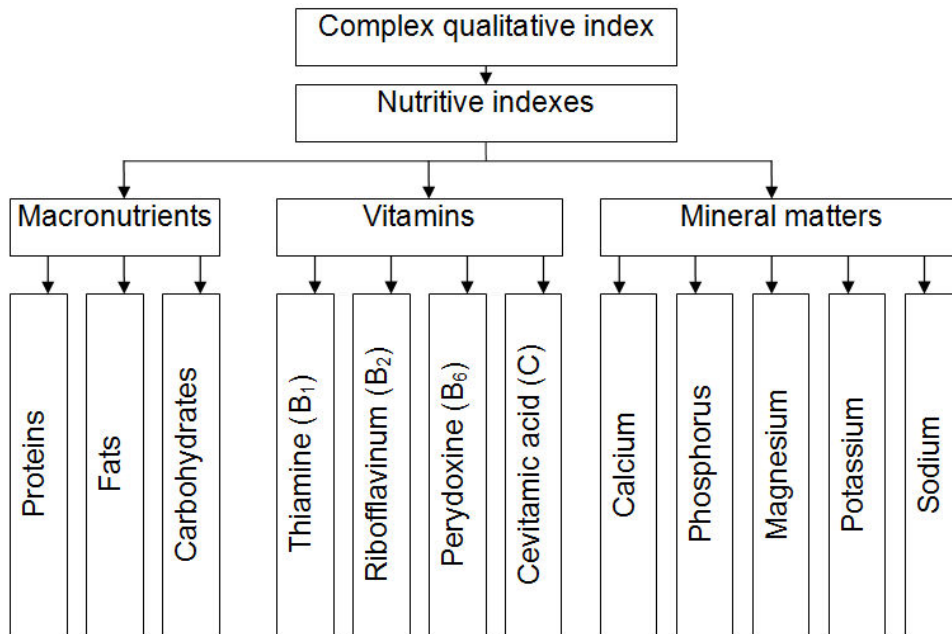 Complex qualitative index
Nutritive indexes
Macronutrients
Vitamins
Mineral matters
Proteins
Fats
Carbohydrates
Thiamine (B₁)
Ribofflavinum (B₂)
Perydoxine (B₆)
Cevitamic acid (C)
Calcium
Phosphorus
Magnesium
Potassium
Sodium